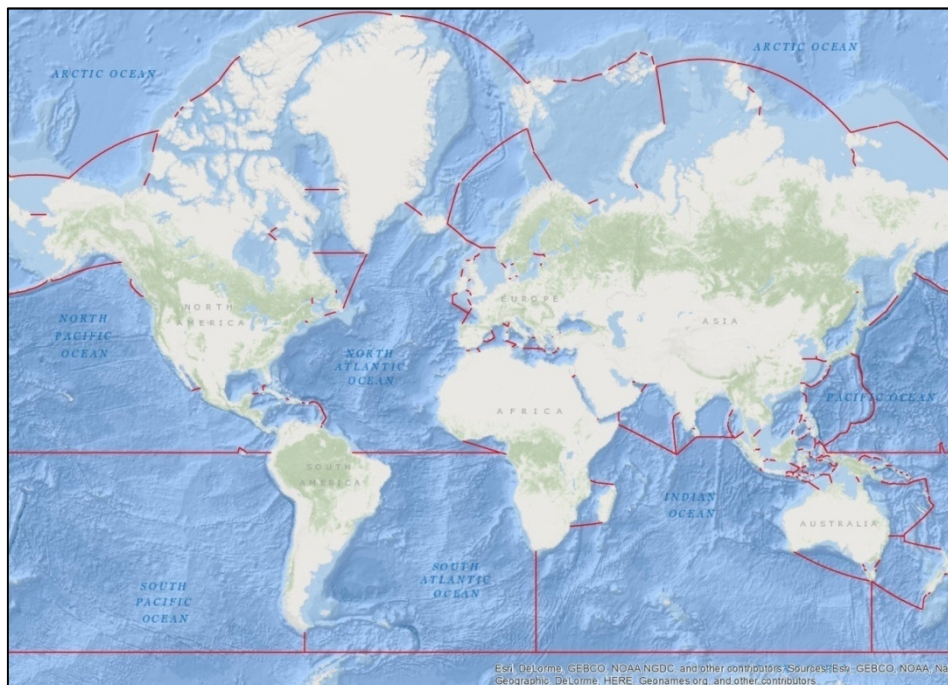 ARCTIC OCEAN
ARCTIC OCEAN
NORTH
AMERICA
EUROPE
ASIA
NORTH
PACIFIC
OCEAN
NORTH
ATLANTIC
OCEAN
PACIFIC OCEAN
AFRICA
SOUTH
AMERICA
INDIAN
OCEAN
AUSTRALIA
SOUTH
PACIFIC
OCEAN
SOUTH
ATLANTIC
OCEAN
Esri, DeLorme, GEBCO, NOAA NGDC, and other contributors, Sources: Esri, GEBCO, NOAA, Na
Geographic, DeLorme, HERE, Geonames.org, and other contributors